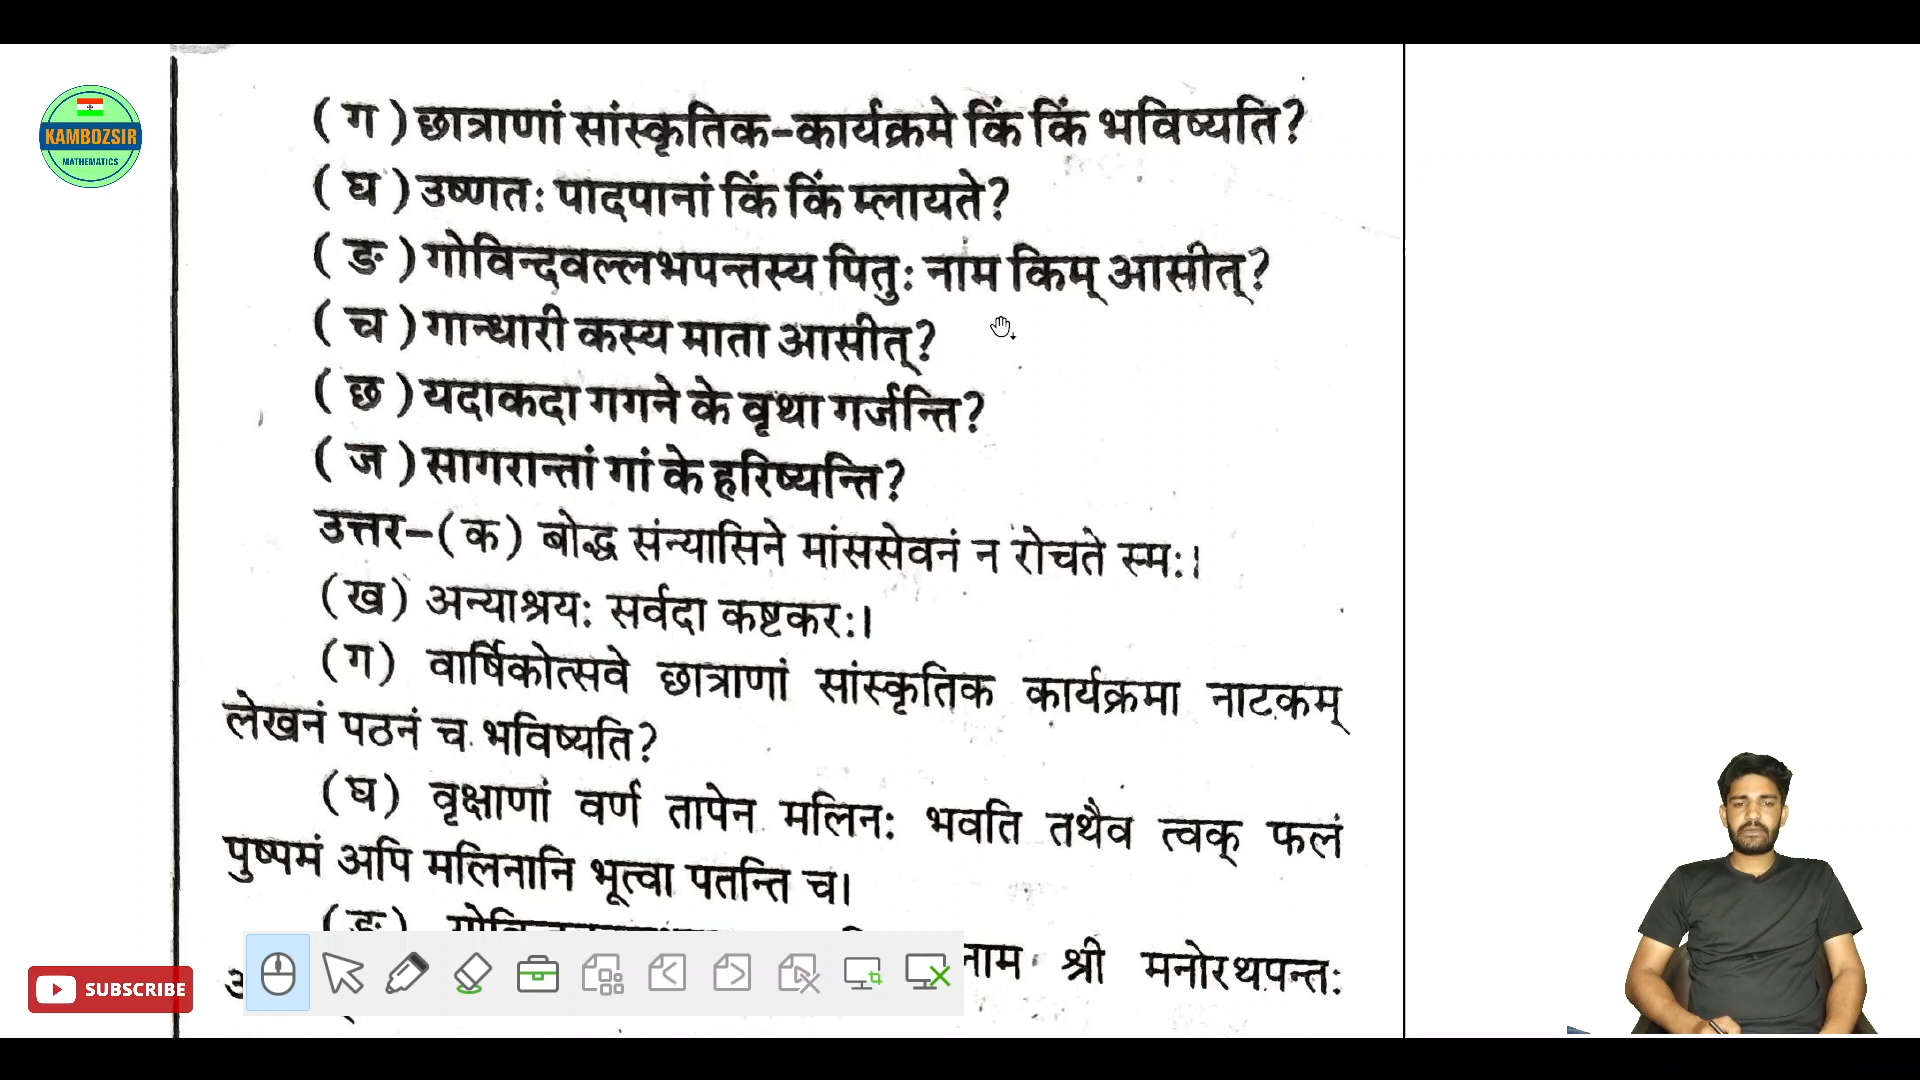 (ग) छात्राणां सांस्कृतिक-कार्यक्रमे किं किं भविष्यति?
KAMBOZSIR
MATHEMATICS
(घ) उष्णतः पादपानां किं किं म्लायते?
(ङ) गोविन्दवल्लभपन्तस्य पितुः नाम किम् आसीत्?
(च) गान्धारी कस्य माता आसीत्?
(छ) यदाकदा गगने के वृथा गर्जन्ति?
(ज) सागरान्तां गां के हरिष्यन्ति?
उत्तर-(क) बोद्ध संन्यासिने मांससेवनं न रोचते स्मः।
(ख) अन्याश्रयः सर्वदा कष्टकरः।
(ग) वार्षिकोत्सवे छात्राणां सांस्कृतिक कार्यक्रमा नाटकम्
लेखनं पठनं च भविष्यति?
(घ) वृक्षाणां वर्ण तापेन मलिनः भवति तथैव त्वक् फलं
पुष्पमं अपि मलिनानि भूत्वा पतन्ति च।
(ङ) नाम श्री मनोरथपन्तः
SUBSCRIBE